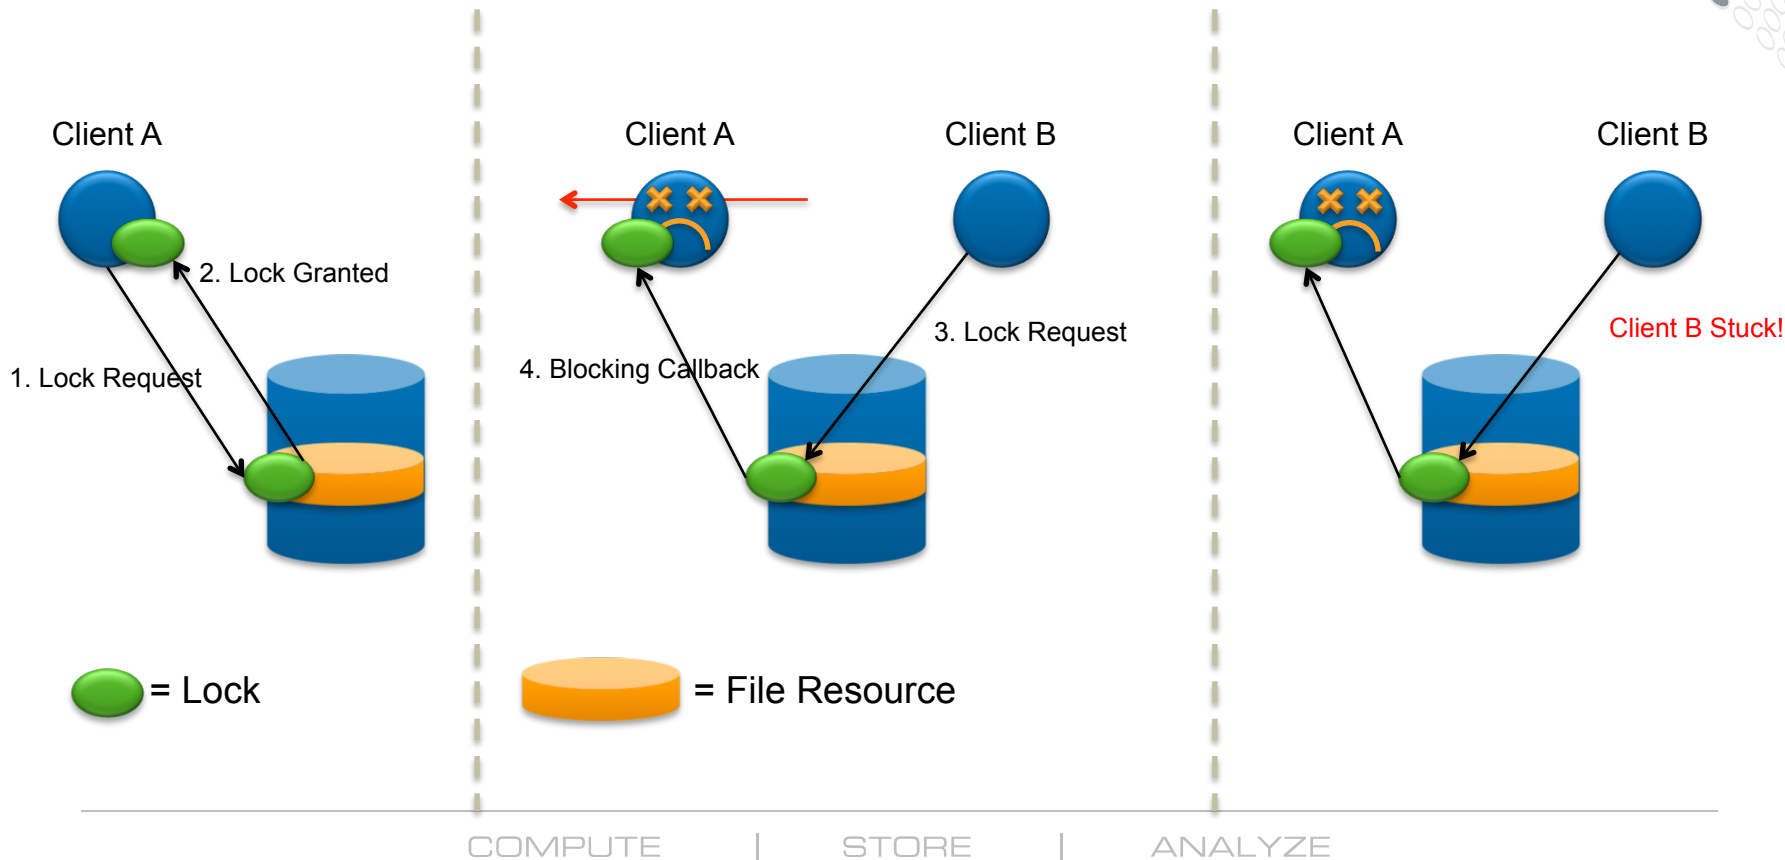 Client A
2. Lock Granted
1. Lock Request
Client A
Client B
3. Lock Request
4. Blocking Callback
Client A
Client B
Client B Stuck!
= Lock
= File Resource
COMPUTE | STORE | ANALYZE